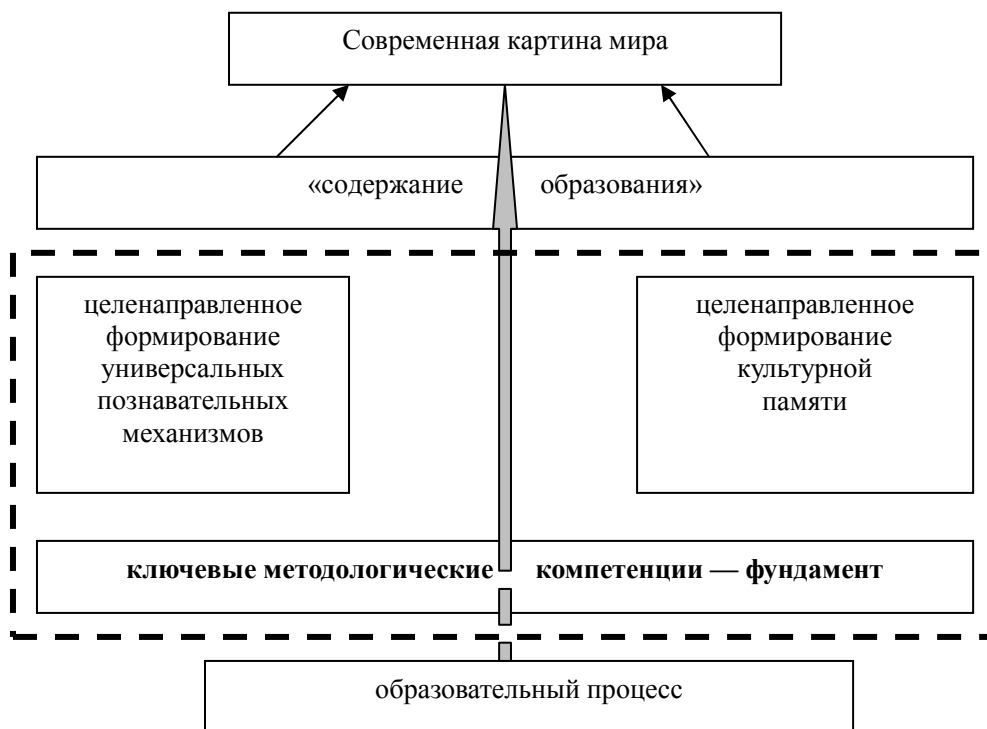 Современная картина мира
«содержание образования»
целенаправленное
формирование
универсальных
познавательных
механизмов
целенаправленное
формирование
культурной
памяти
ключевые методологические компетенции — фундамент
образовательный процесс